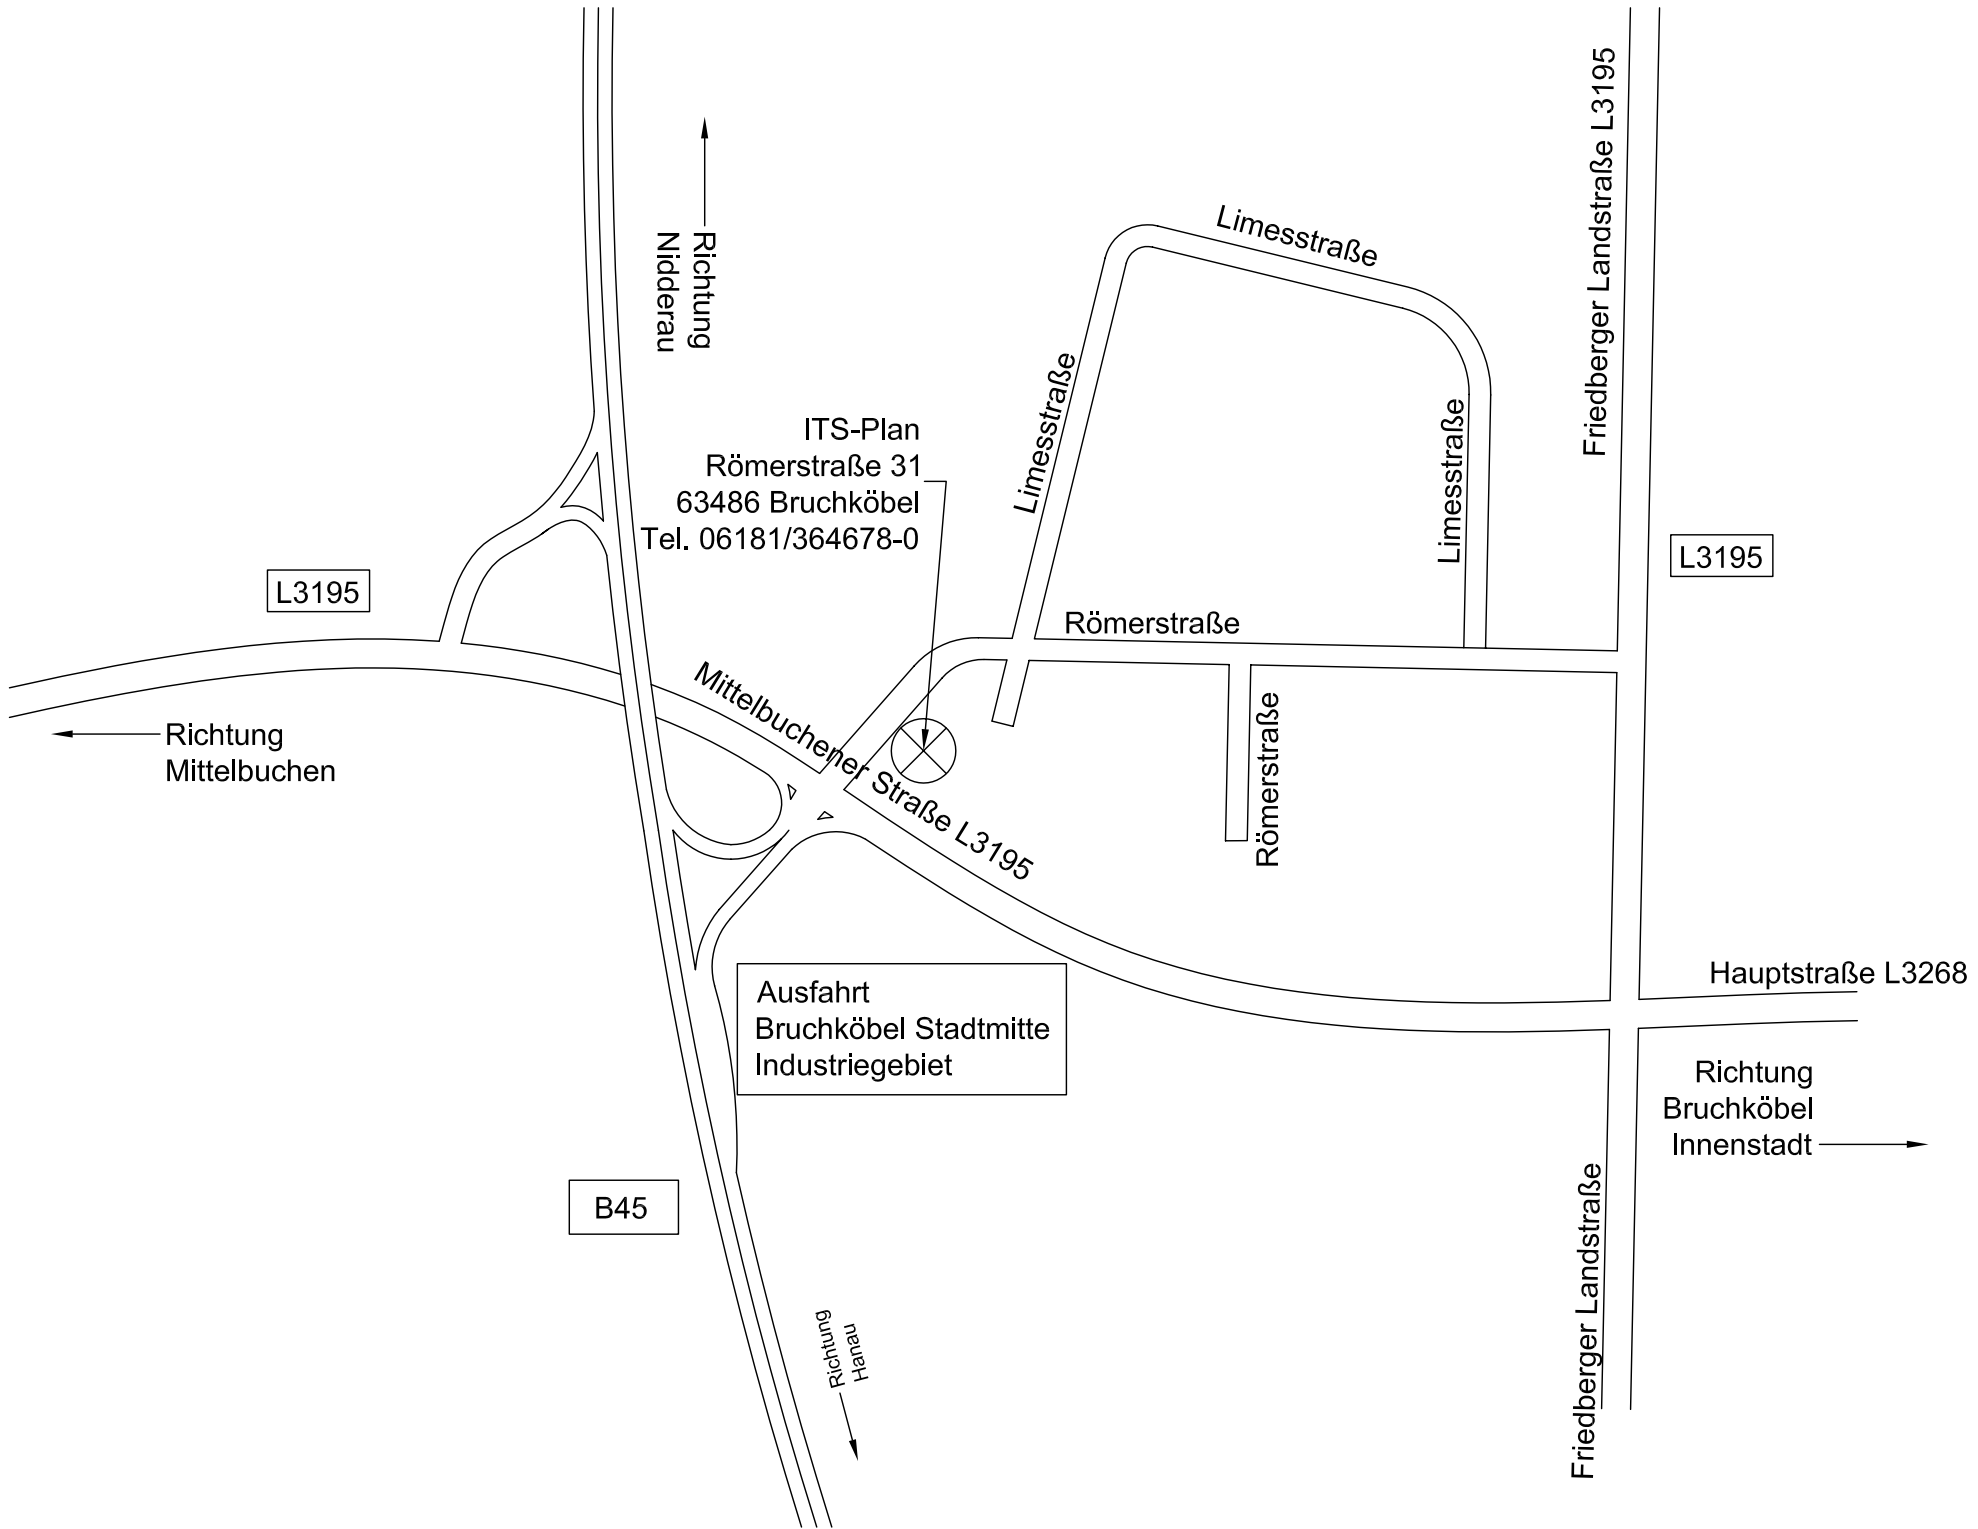 Friedberger Landstraße L3195
Richtung
Nidderau
Limesstraße
Limesstraße
Limesstraße
ITS-Plan
Römerstraße 31
63486 Bruchköbel
Tel. 06181/364678-0
L3195
L3195
Römerstraße
Mittelbuchener Straße L3195
Richtung
Mittelbuchen
Römerstraße
Hauptstraße L3268
Ausfahrt
Bruchköbel Stadtmitte
Industriegebiet
Richtung
Bruchköbel
Innenstadt
B45
Friedberger Landstraße
Richtung
Hanau